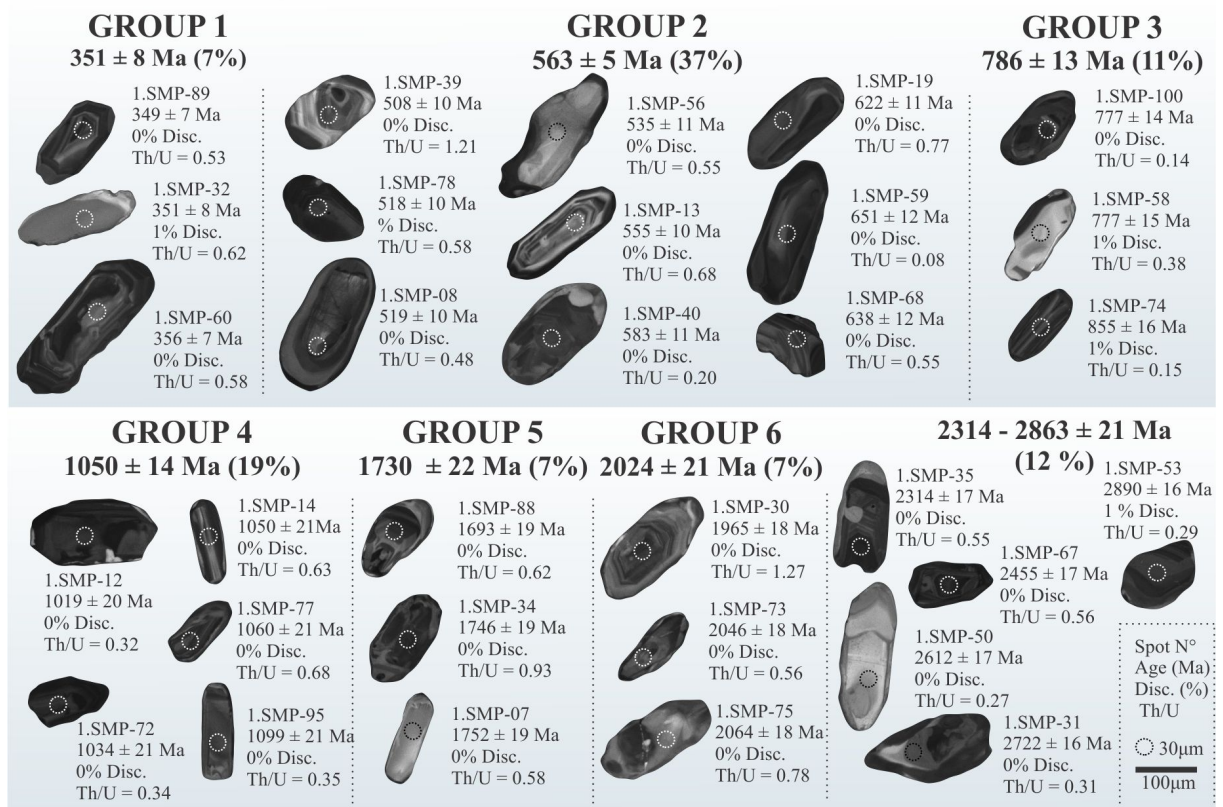 GROUP 1
351 ± 8 Ma (7%)
1.SMP-89
349 ± 7 Ma
0% Disc.
Th/U = 0.53
1.SMP-32
351 ± 8 Ma
1% Disc.
Th/U = 0.62
1.SMP-60
356 ± 7 Ma
0% Disc.
Th/U = 0.58
GROUP 2
563 ± 5 Ma (37%)
1.SMP-39
508 ± 10 Ma
0% Disc.
Th/U = 1.21
1.SMP-78
518 ± 10 Ma
% Disc.
Th/U = 0.58
1.SMP-08
519 ± 10 Ma
0% Disc.
Th/U = 0.48
1.SMP-56
535 ± 11 Ma
0% Disc.
Th/U = 0.55
1.SMP-13
555 ± 10 Ma
0% Disc.
Th/U = 0.68
1.SMP-40
583 ± 11 Ma
0% Disc.
Th/U = 0.20
1.SMP-19
622 ± 11 Ma
0% Disc.
Th/U = 0.77
1.SMP-59
651 ± 12 Ma
0% Disc.
Th/U = 0.08
1.SMP-68
638 ± 12 Ma
0% Disc.
Th/U = 0.55
GROUP 3
786 ± 13 Ma (11%)
1.SMP-100
777 ± 14 Ma
0% Disc.
Th/U = 0.14
1.SMP-58
777 ± 15 Ma
1% Disc.
Th/U = 0.38
1.SMP-74
855 ± 16 Ma
1% Disc.
Th/U = 0.15
GROUP 4
1050 ± 14 Ma (19%)
1.SMP-12
1019 ± 20 Ma
0% Disc.
Th/U = 0.32
1.SMP-72
1034 ± 21 Ma
0% Disc.
Th/U = 0.34
1.SMP-14
1050 ± 21Ma
0% Disc.
Th/U = 0.63
1.SMP-77
1060 ± 21 Ma
0% Disc.
Th/U = 0.68
1.SMP-95
1099 ± 21 Ma
0% Disc.
Th/U = 0.35
GROUP 5
1730 ± 22 Ma (7%)
1.SMP-88
1693 ± 19 Ma
0% Disc.
Th/U = 0.62
1.SMP-34
1746 ± 19 Ma
0% Disc.
Th/U = 0.93
1.SMP-07
1752 ± 19 Ma
0% Disc.
Th/U = 0.58
GROUP 6
2024 ± 21 Ma (7%)
1.SMP-30
1965 ± 18 Ma
0% Disc.
Th/U = 1.27
1.SMP-73
2046 ± 18 Ma
0% Disc.
Th/U = 0.56
1.SMP-75
2064 ± 18 Ma
0% Disc.
Th/U = 0.78
2314 - 2863 ± 21 Ma
(12 %)
1.SMP-35
2314 ± 17 Ma
0% Disc.
Th/U = 0.55
1.SMP-53
2890 ± 16 Ma
1 % Disc.
Th/U = 0.29
1.SMP-67
2455 ± 17 Ma
0% Disc.
Th/U = 0.56
1.SMP-50
2612 ± 17 Ma
0% Disc.
Th/U = 0.27
1.SMP-31
2722 ± 16 Ma
0% Disc.
Th/U = 0.31
Spot N°
Age (Ma)
Disc. (%)
Th/U
30µm
100µm